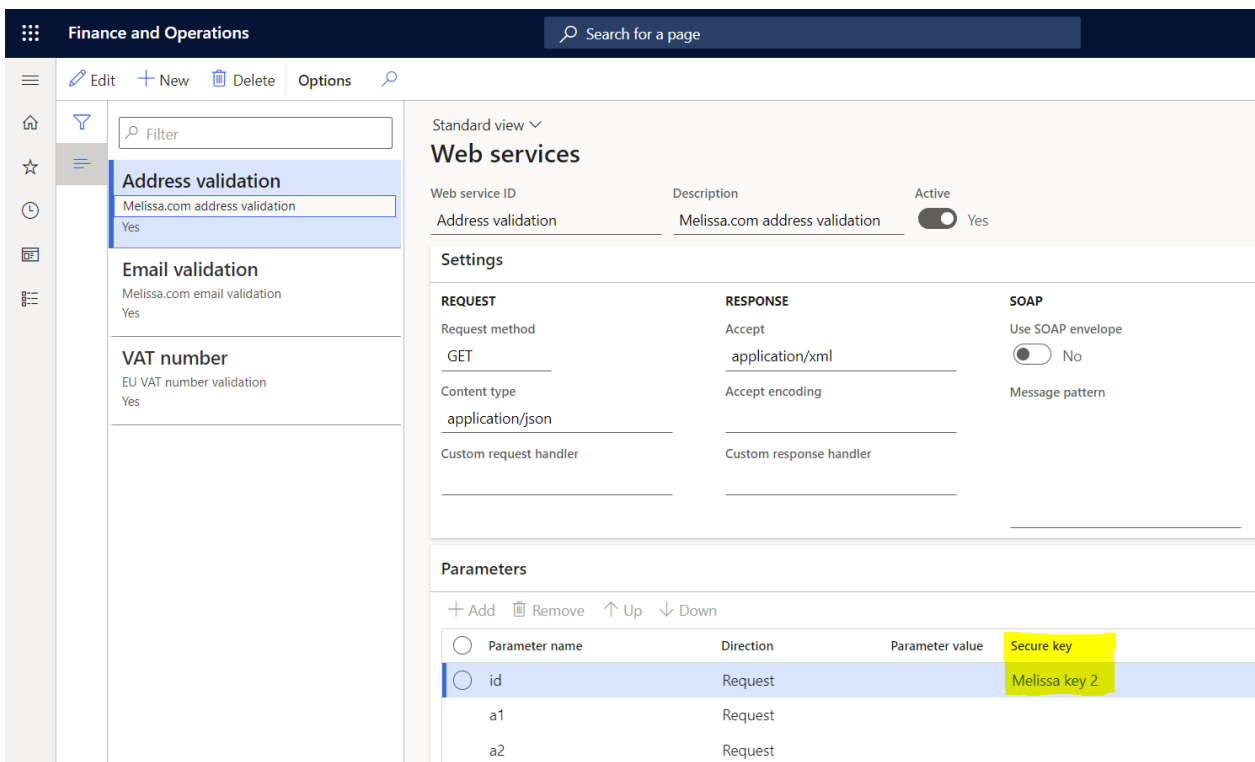 Finance and Operations
Search for a page
Edit New Delete Options
Filter
Address validation
Melissa.com address validation
Yes
Email validation
Melissa.com email validation
Yes
VAT number
EU VAT number validation
Yes
Standard view
Web services
Web service ID Description Active
Address validation Melissa.com address validation Yes
Settings
REQUEST RESPONSE SOAP
Request method Accept Use SOAP envelope
GET application/xml No
Content type Accept encoding Message pattern
application/json
Custom request handler Custom response handler
Parameters
Add Remove Up Down
Parameter name Direction Parameter value Secure key
id Request Melissa key 2
a1 Request
a2 Request